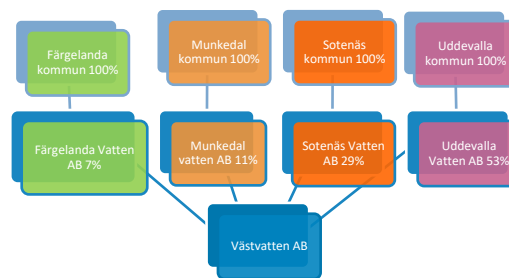 Färgelanda
kommun 100%
Munkedal
kommun 100%
Sotenäs
kommun 100%
Uddevalla
kommun 100%
Färgelanda Vatten
AB 7%
Munkedal
vatten AB 11%
Sotenäs Vatten
AB 29%
Uddevalla
Vatten AB 53%
Västvatten AB